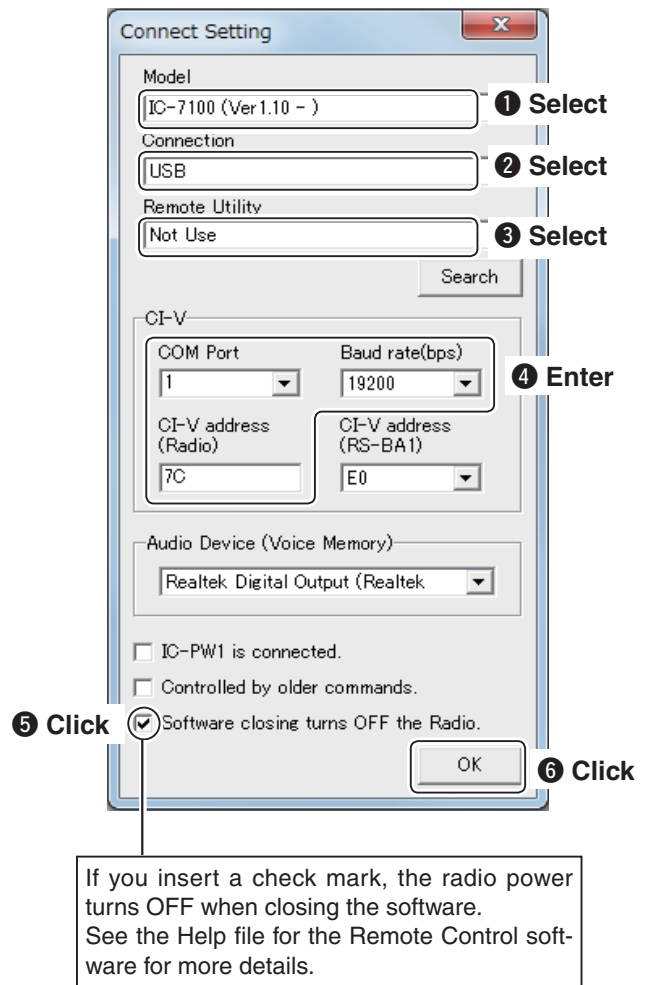 Connect Setting
x
Model
IC-7100 (Ver1.10 - )
❶ Select
Connection
USB
❷ Select
Remote Utility
Not Use
❸ Select
Search
CI-V
COM Port
Baud rate(bps)
1
19200
❹ Enter
CI-V address
(Radio)
CI-V address
(RS-BA1)
7C
E0
Audio Device (Voice Memory)
Realtek Digital Output (Realtek
IC-PW1 is connected.
Controlled by older commands.
❺ Click
Software closing turns OFF the Radio.
OK
❻ Click
If you insert a check mark, the radio power
turns OFF when closing the software.
See the Help file for the Remote Control soft-
ware for more details.